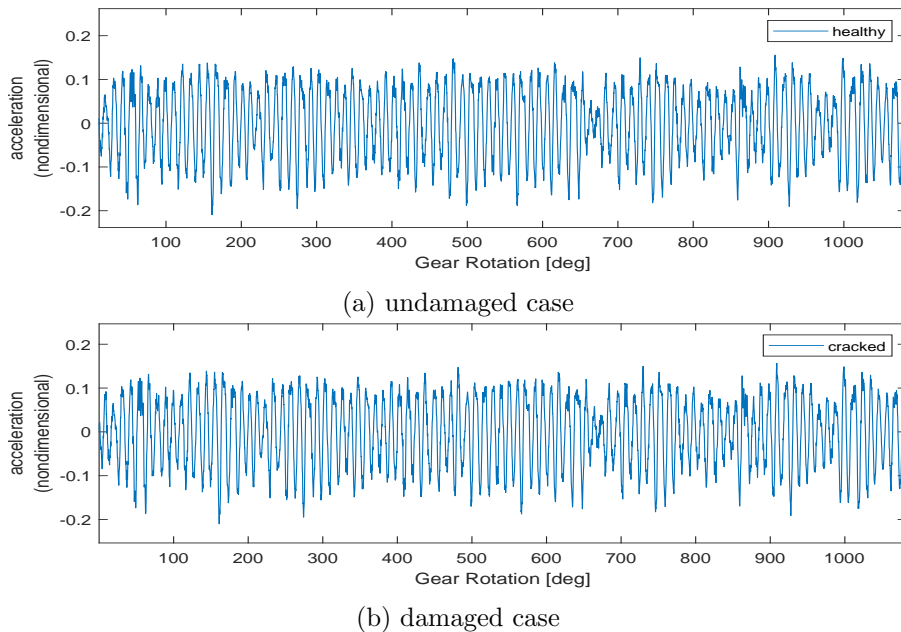 0.2
0.1
0
-0.1
-0.2
acceleration
(nondimensional)
healthy
100 200 300 400 500 600 700 800 900 1000
Gear Rotation [deg]
(a) undamaged case
0.2
0.1
0
-0.1
-0.2
acceleration
(nondimensional)
cracked
100 200 300 400 500 600 700 800 900 1000
Gear Rotation [deg]
(b) damaged case